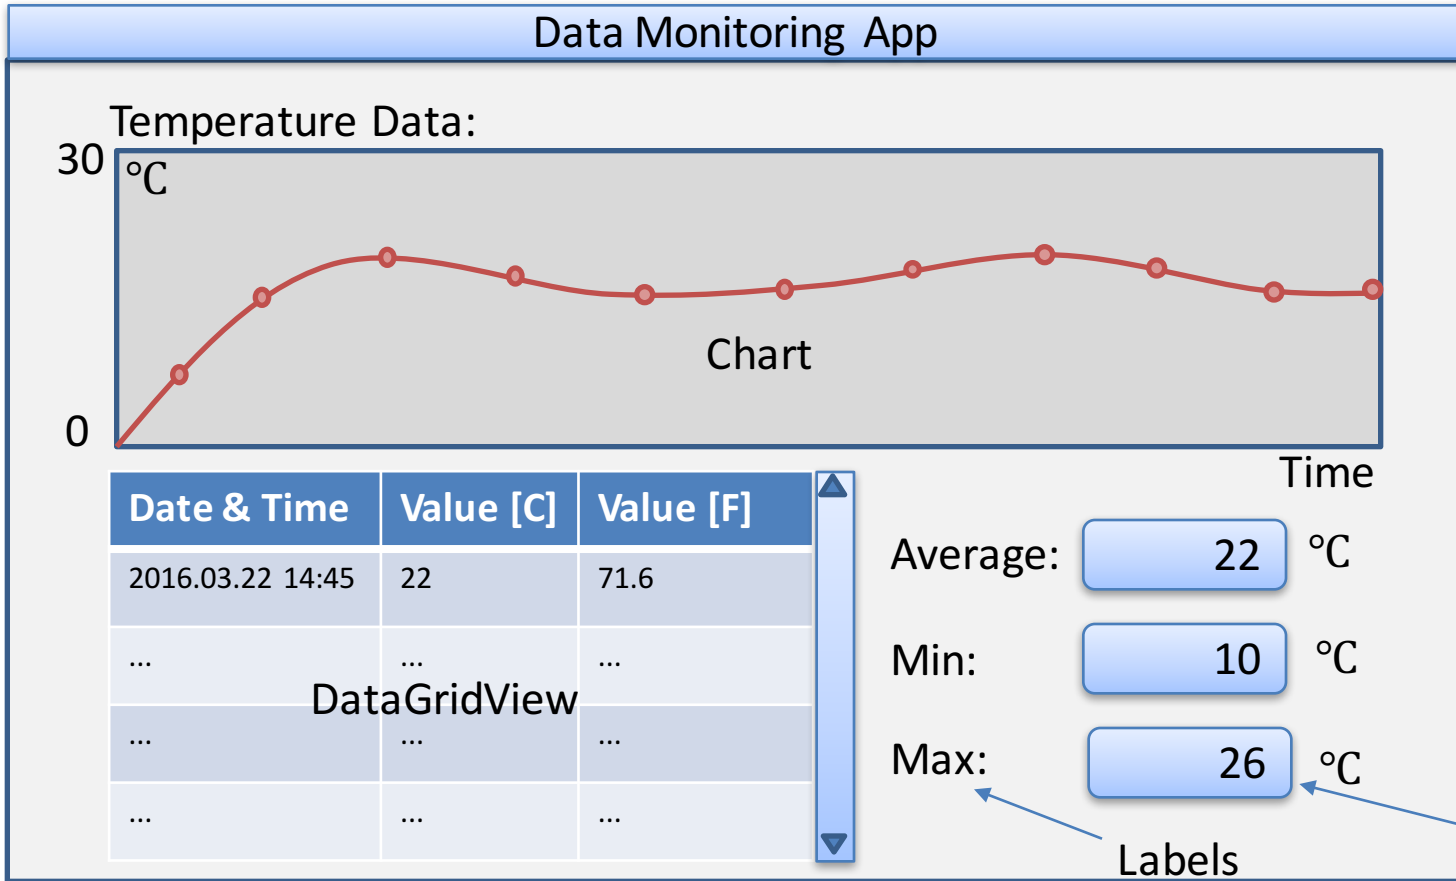 Data Monitoring App
Temperature Data:
30
°C
Chart
0
Time
Date & Time Value [C] Value [F]
2016.03.22 14:45 22 71.6
... ... ...
DataGridView
... ... ...
... ... ...
Average: 22 °C
Min: 10 °C
Max: 26 °C
Labels